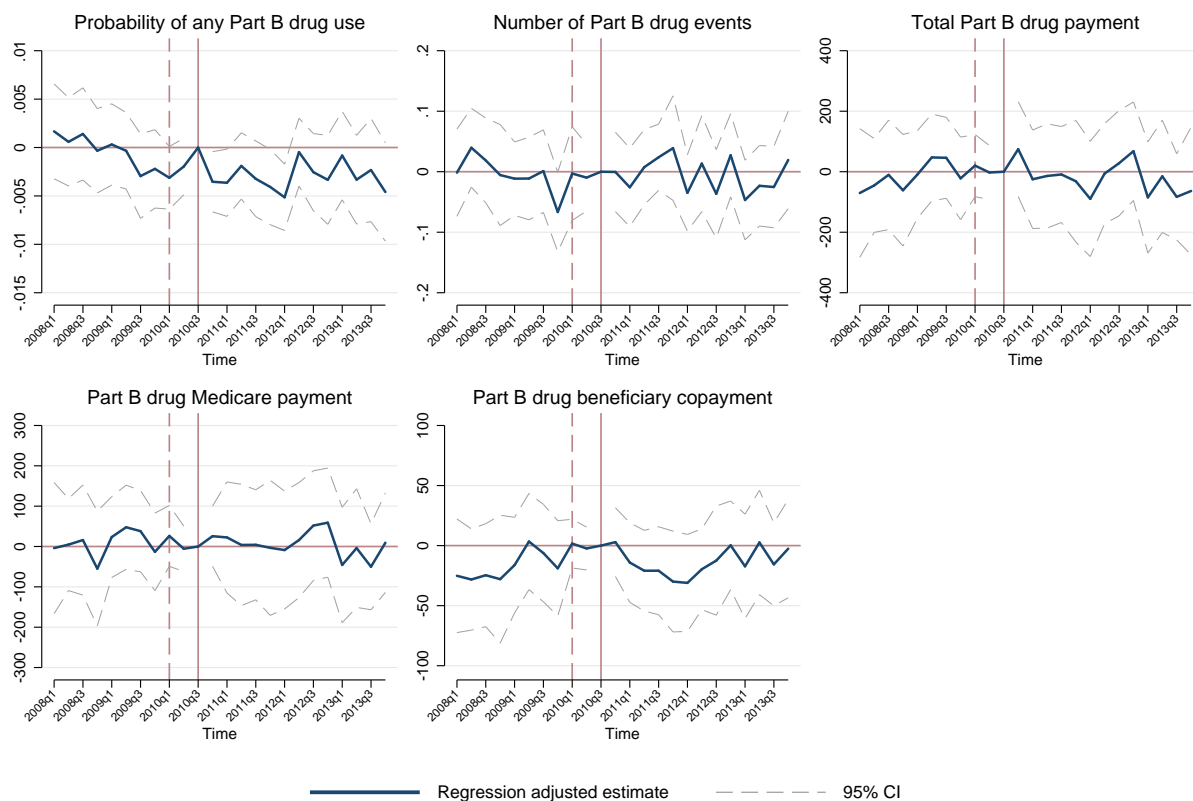 Probability of any Part B drug use
.01
.005
0
-.005
-.01
-.015
2008q1
2008q3
2009q1
2009q3
2010q1
2010q3
2011q1
2011q3
2012q1
2012q3
2013q1
2013q3
Time
Number of Part B drug events
.2
.1
0
-.1
-.2
2008q1
2008q3
2009q1
2009q3
2010q1
2010q3
2011q1
2011q3
2012q1
2012q3
2013q1
2013q3
Time
Total Part B drug payment
400
200
0
-200
-400
2008q1
2008q3
2009q1
2009q3
2010q1
2010q3
2011q1
2011q3
2012q1
2012q3
2013q1
2013q3
Time
Part B drug Medicare payment
300
200
100
0
-100
-200
-300
2008q1
2008q3
2009q1
2009q3
2010q1
2010q3
2011q1
2011q3
2012q1
2012q3
2013q1
2013q3
Time
Part B drug beneficiary copayment
100
50
0
-50
-100
2008q1
2008q3
2009q1
2009q3
2010q1
2010q3
2011q1
2011q3
2012q1
2012q3
2013q1
2013q3
Time
Regression adjusted estimate
95% CI